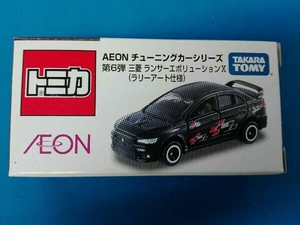 トミカ
AEON チューニングカーシリーズ
第6弾 三菱 ランサーエボリューションX
(ラリーアート仕様)
TAKARA
TOMY
ÆON